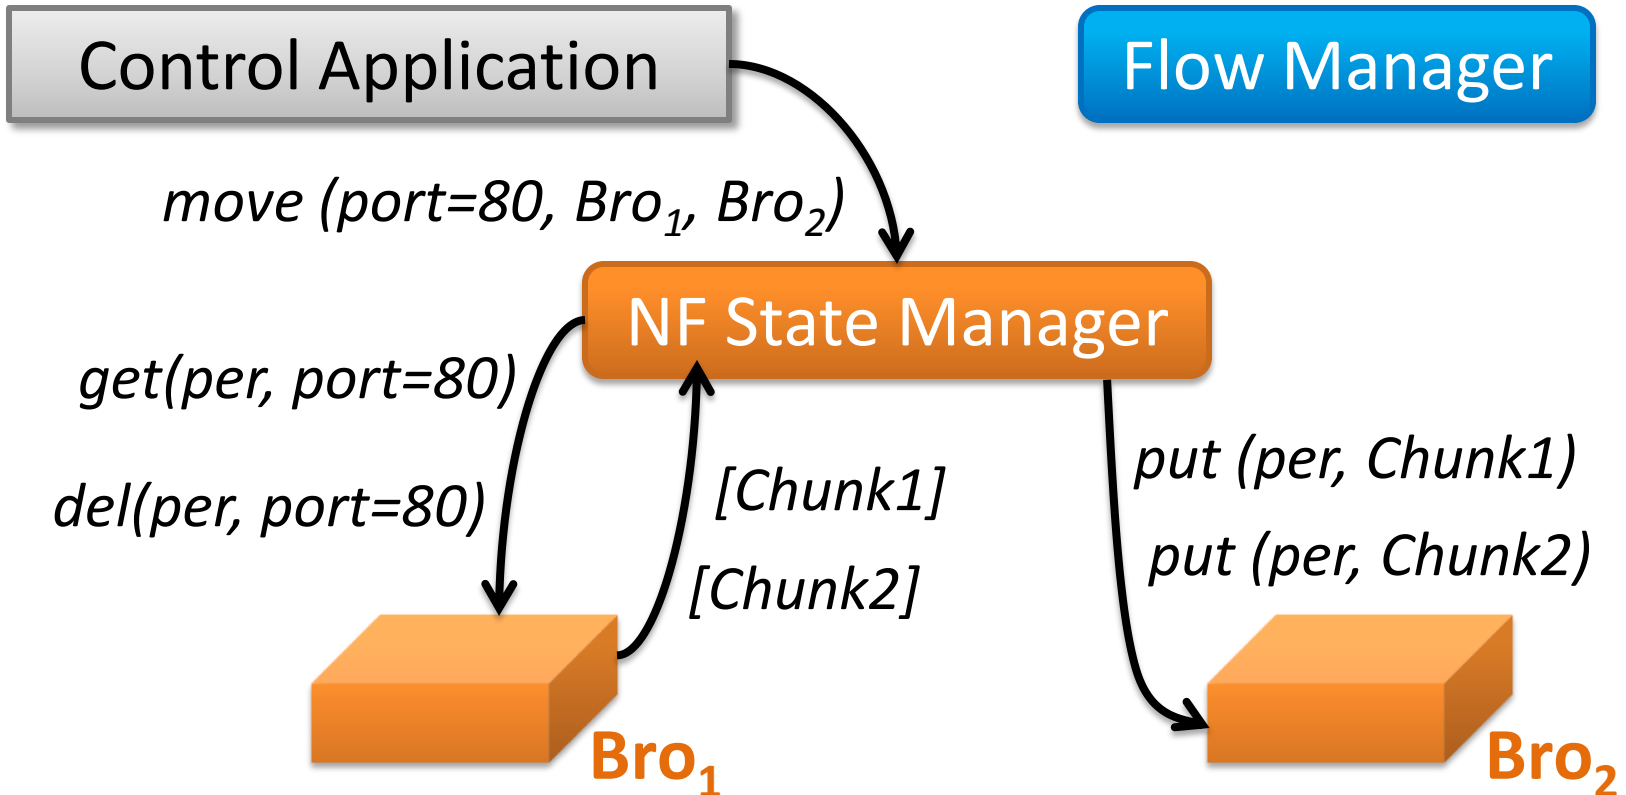 Control Application
Flow Manager
move (port=80, Bro₁, Bro₂)
NF State Manager
get(per, port=80)
del(per, port=80)
[Chunk1]
[Chunk2]
put (per, Chunk1)
put (per, Chunk2)
Bro₁
Bro₂